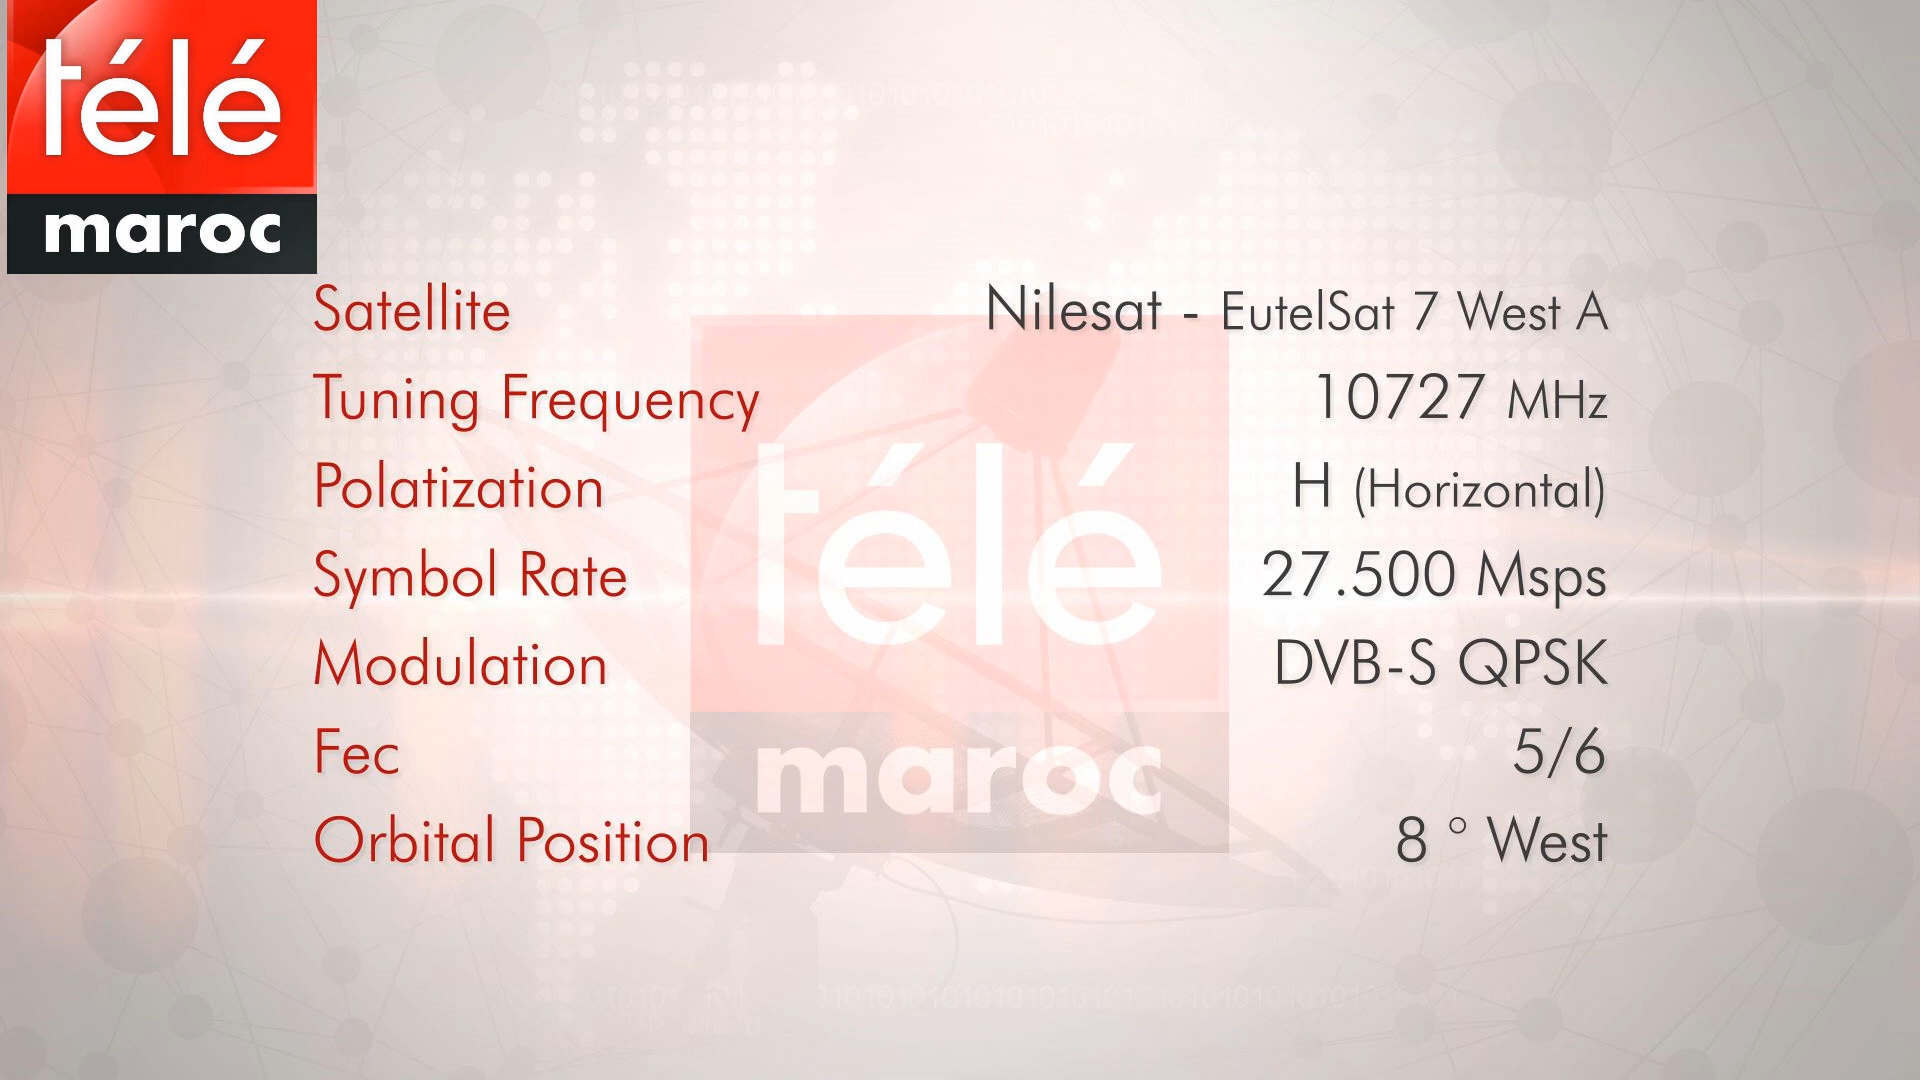 télé
maroc
Satellite Nilesat - EutelSat 7 West A
Tuning Frequency 10727 MHz
Polatization H (Horizontal)
Symbol Rate 27.500 Msps
Modulation DVB-S QPSK
Fec 5/6
Orbital Position 8 ° West
télé
maroc